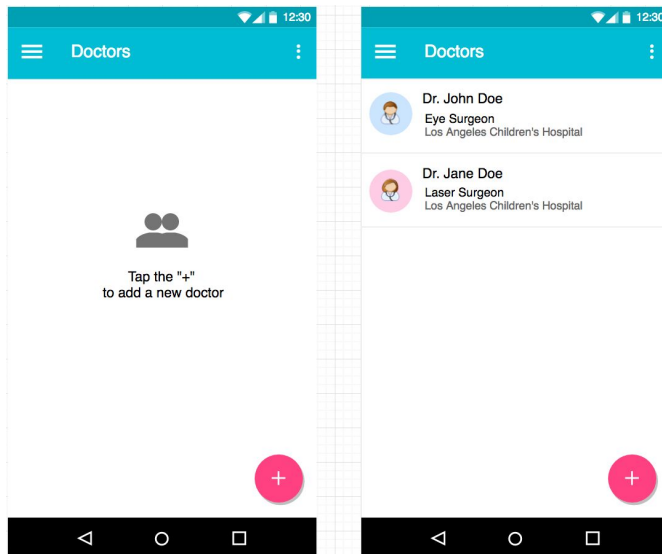 12:30
Doctors
Tap the "+"
to add a new doctor
12:30
Doctors
Dr. John Doe
Eye Surgeon
Los Angeles Children's Hospital
Dr. Jane Doe
Laser Surgeon
Los Angeles Children's Hospital